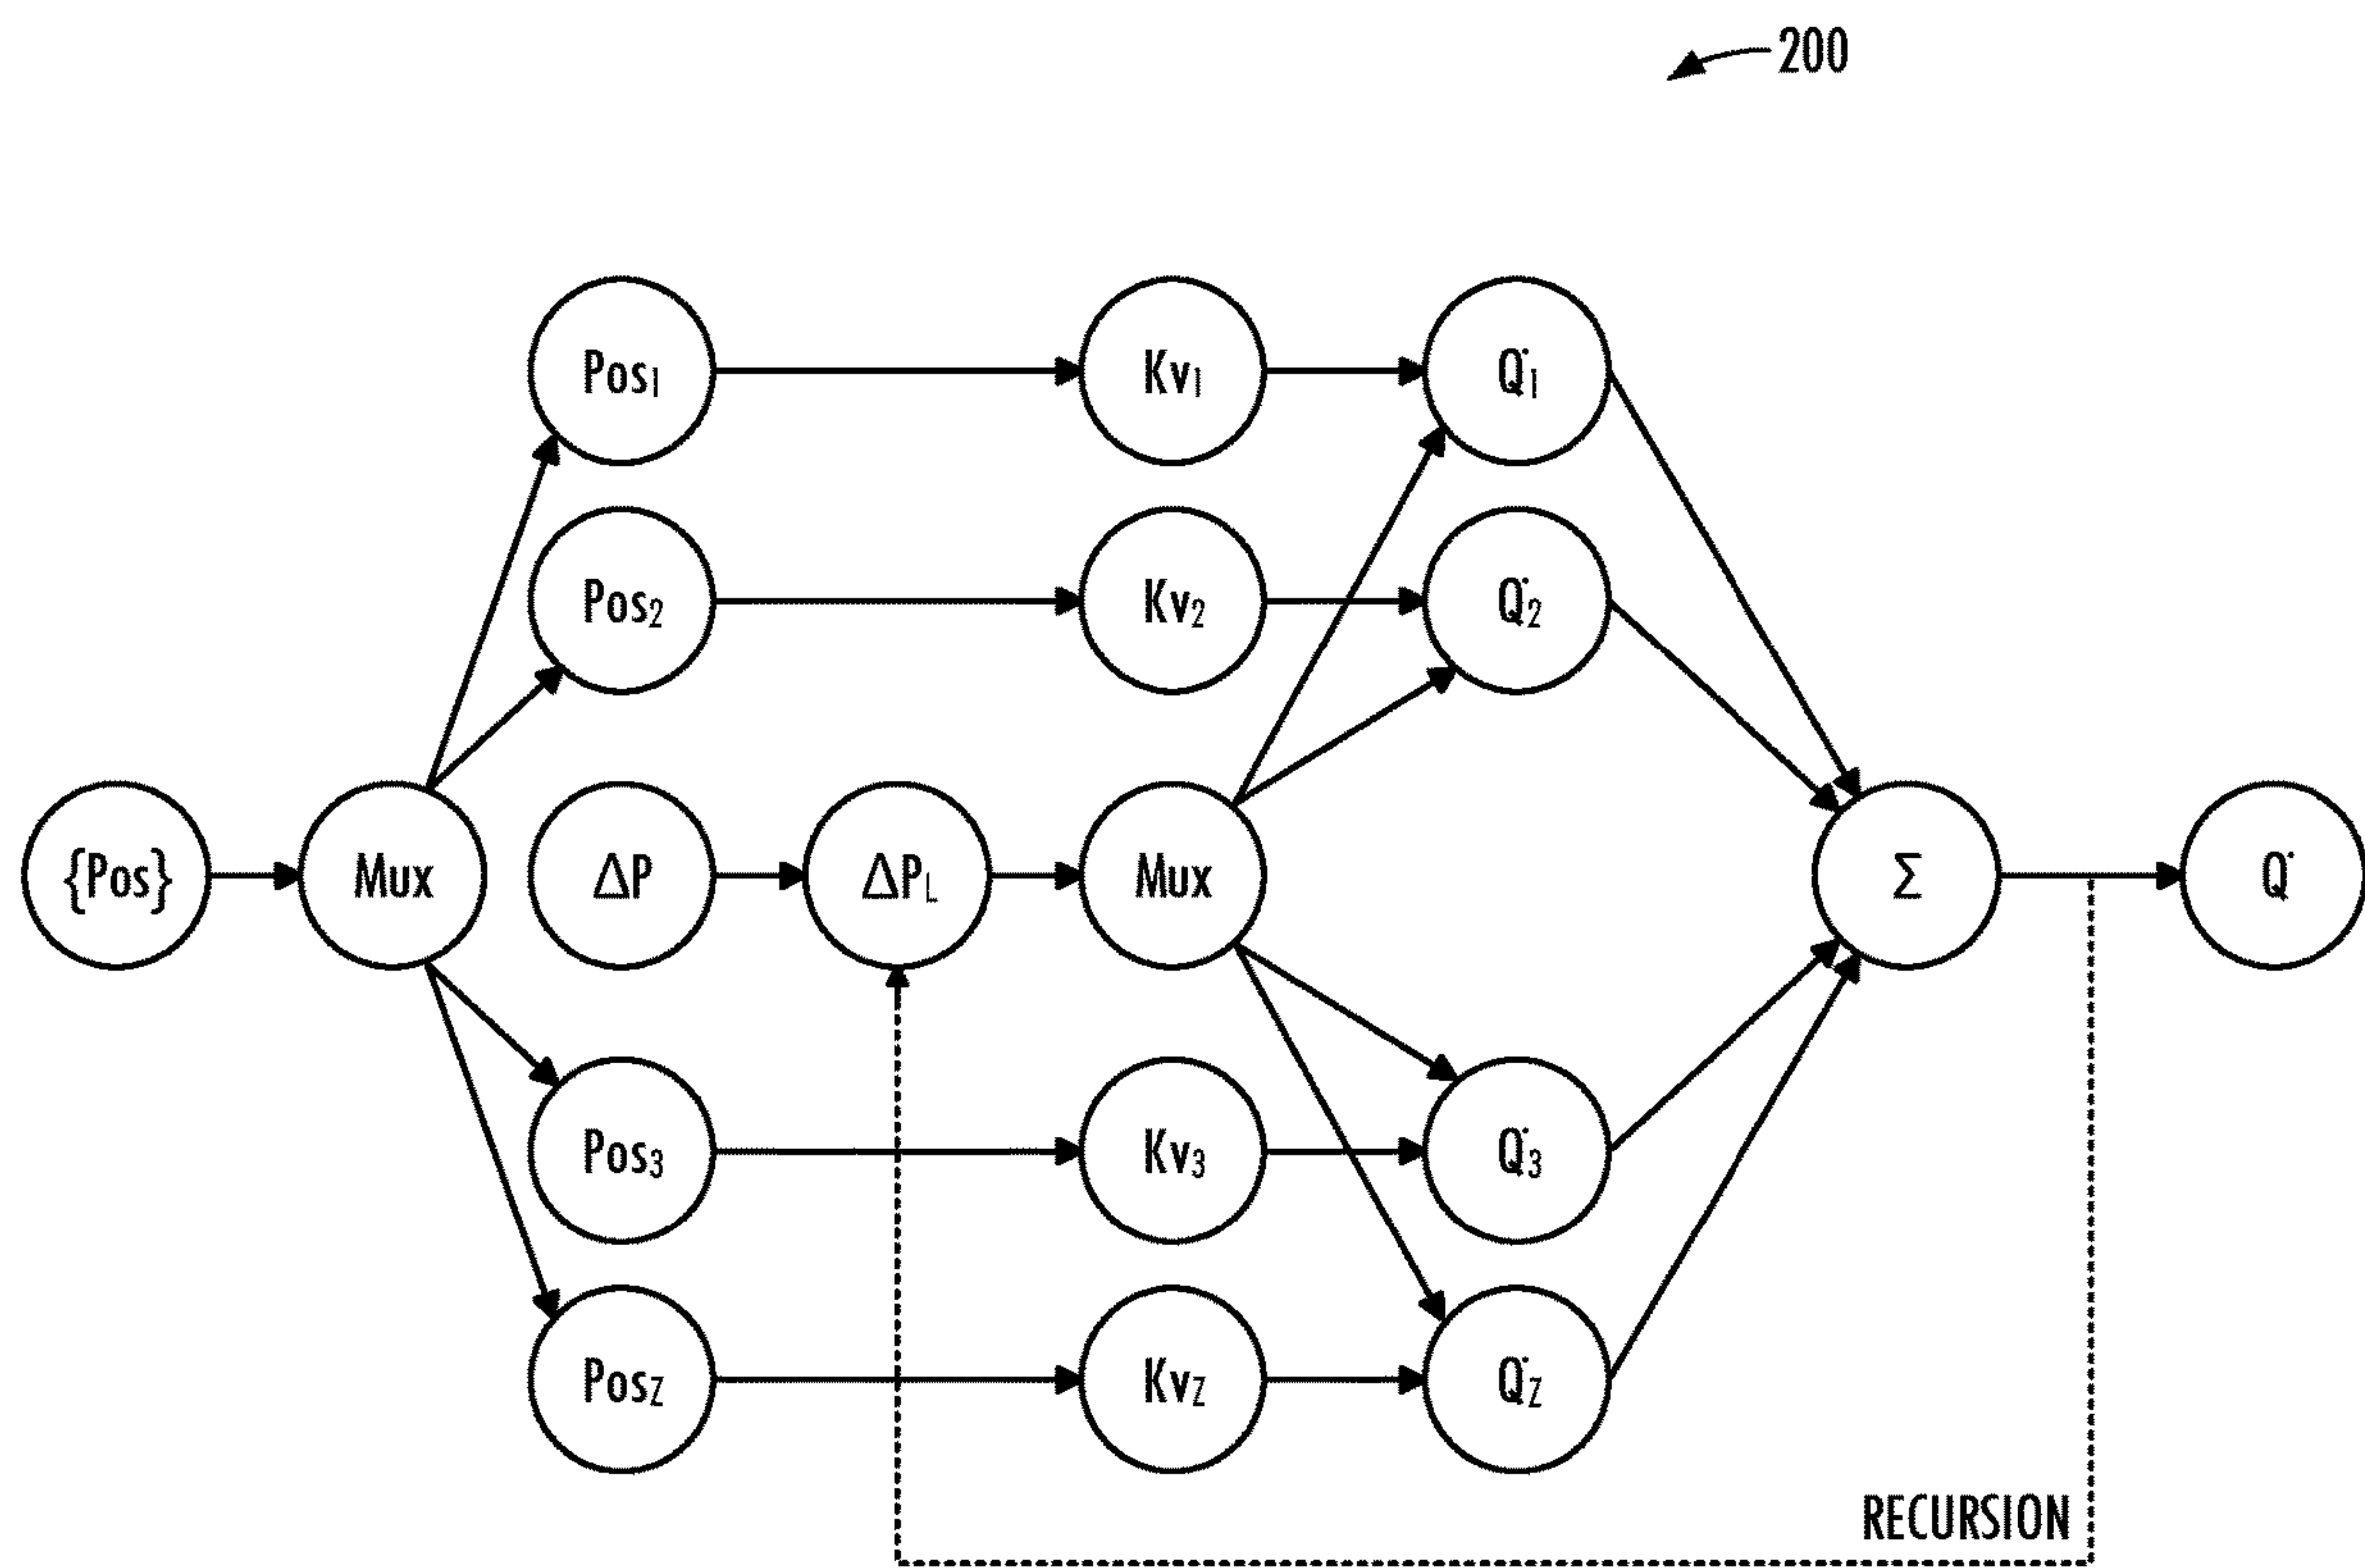 200
Pos1 Kv1 Q̇1
Pos2 Kv2 Q̇2
{Pos} Mux ΔP ΔPL Mux Σ Q̇
Pos3 Kv3 Q̇3
PosZ KvZ Q̇Z
RECURSION